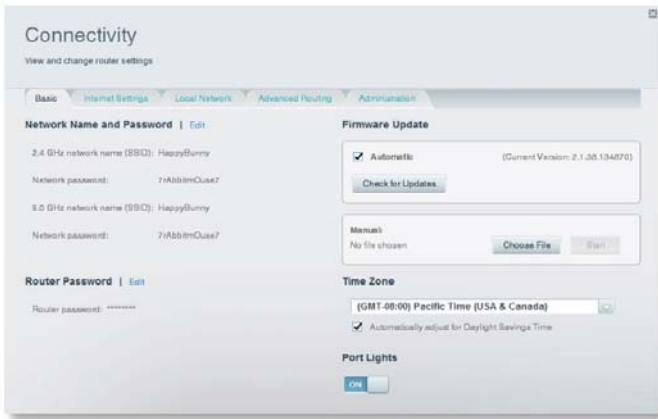 Connectivity
View and change router settings
Basic
Internet Settings
Local Network
Advanced Routing
Administration
Network Name and Password | Edit
2.4 GHz network name (SSID): HappyBunny
Network password: 7rAbbitmOuse7
5.0 GHz network name (SSID): HappyBunny
Network password: 7rAbbitmOuse7
Router Password | Edit
Router password: ********
Firmware Update
Automatic
(Current Version: 2.1.38.134870)
Check for Updates
Manual:
No file chosen
Choose File
Start
Time Zone
(GMT-08:00) Pacific Time (USA & Canada)
Automatically adjust for Daylight Savings Time
Port Lights
ON